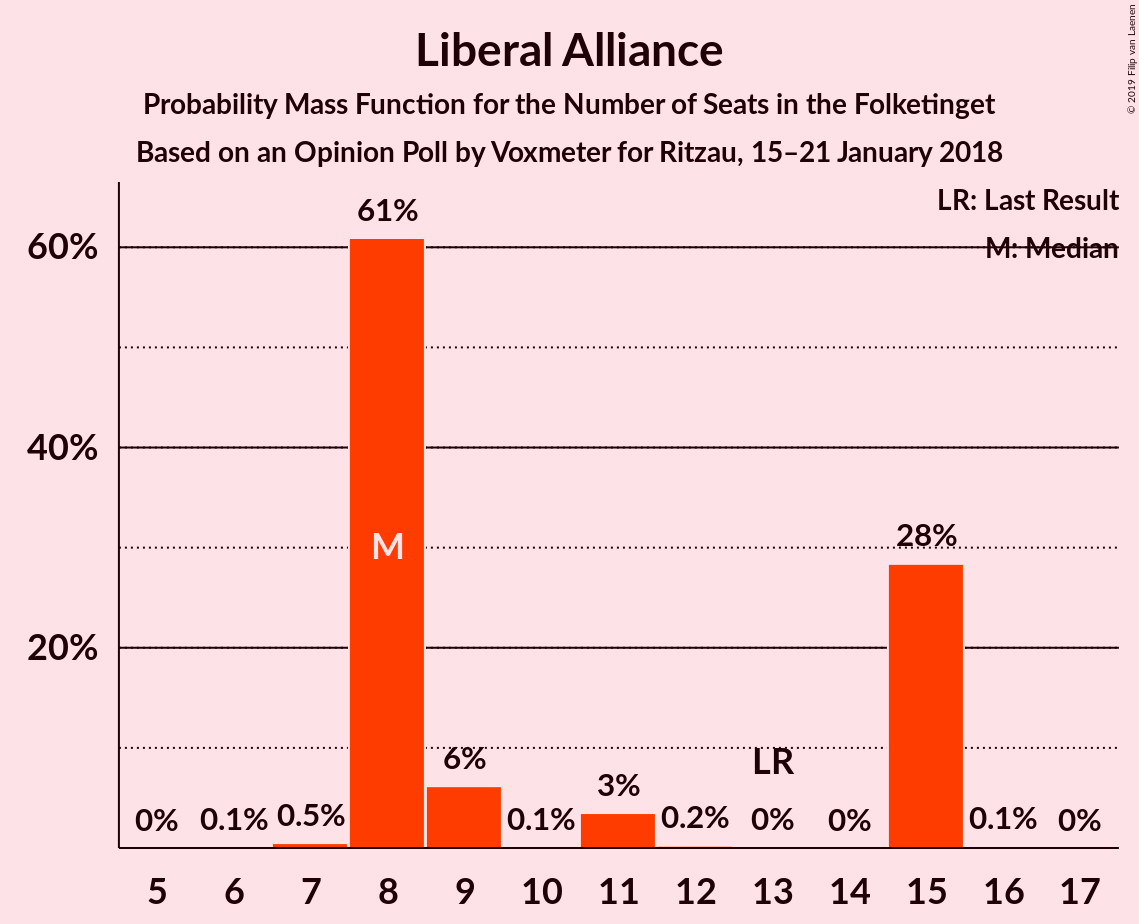 Liberal Alliance
Probability Mass Function for the Number of Seats in the Folketinget
Based on an Opinion Poll by Voxmeter for Ritzau, 15–21 January 2018
© 2019 Filip van Laenen
LR: Last Result
M: Median
60%
40%
20%
61%
M
28%
LR
0%
0.1%
0.5%
6%
0.1%
3%
0.2%
0%
0%
0.1%
0%
5 6 7 8 9 10 11 12 13 14 15 16 17